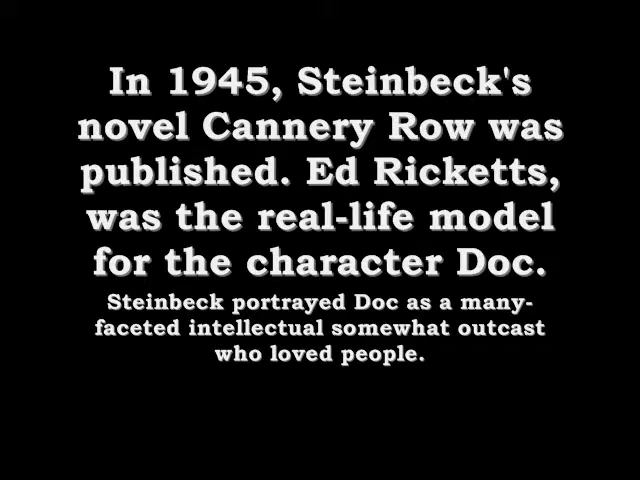 In 1945, Steinbeck's
novel Cannery Row was
published. Ed Ricketts,
was the real-life model
for the character Doc.
Steinbeck portrayed Doc as a many-
faceted intellectual somewhat outcast
who loved people.